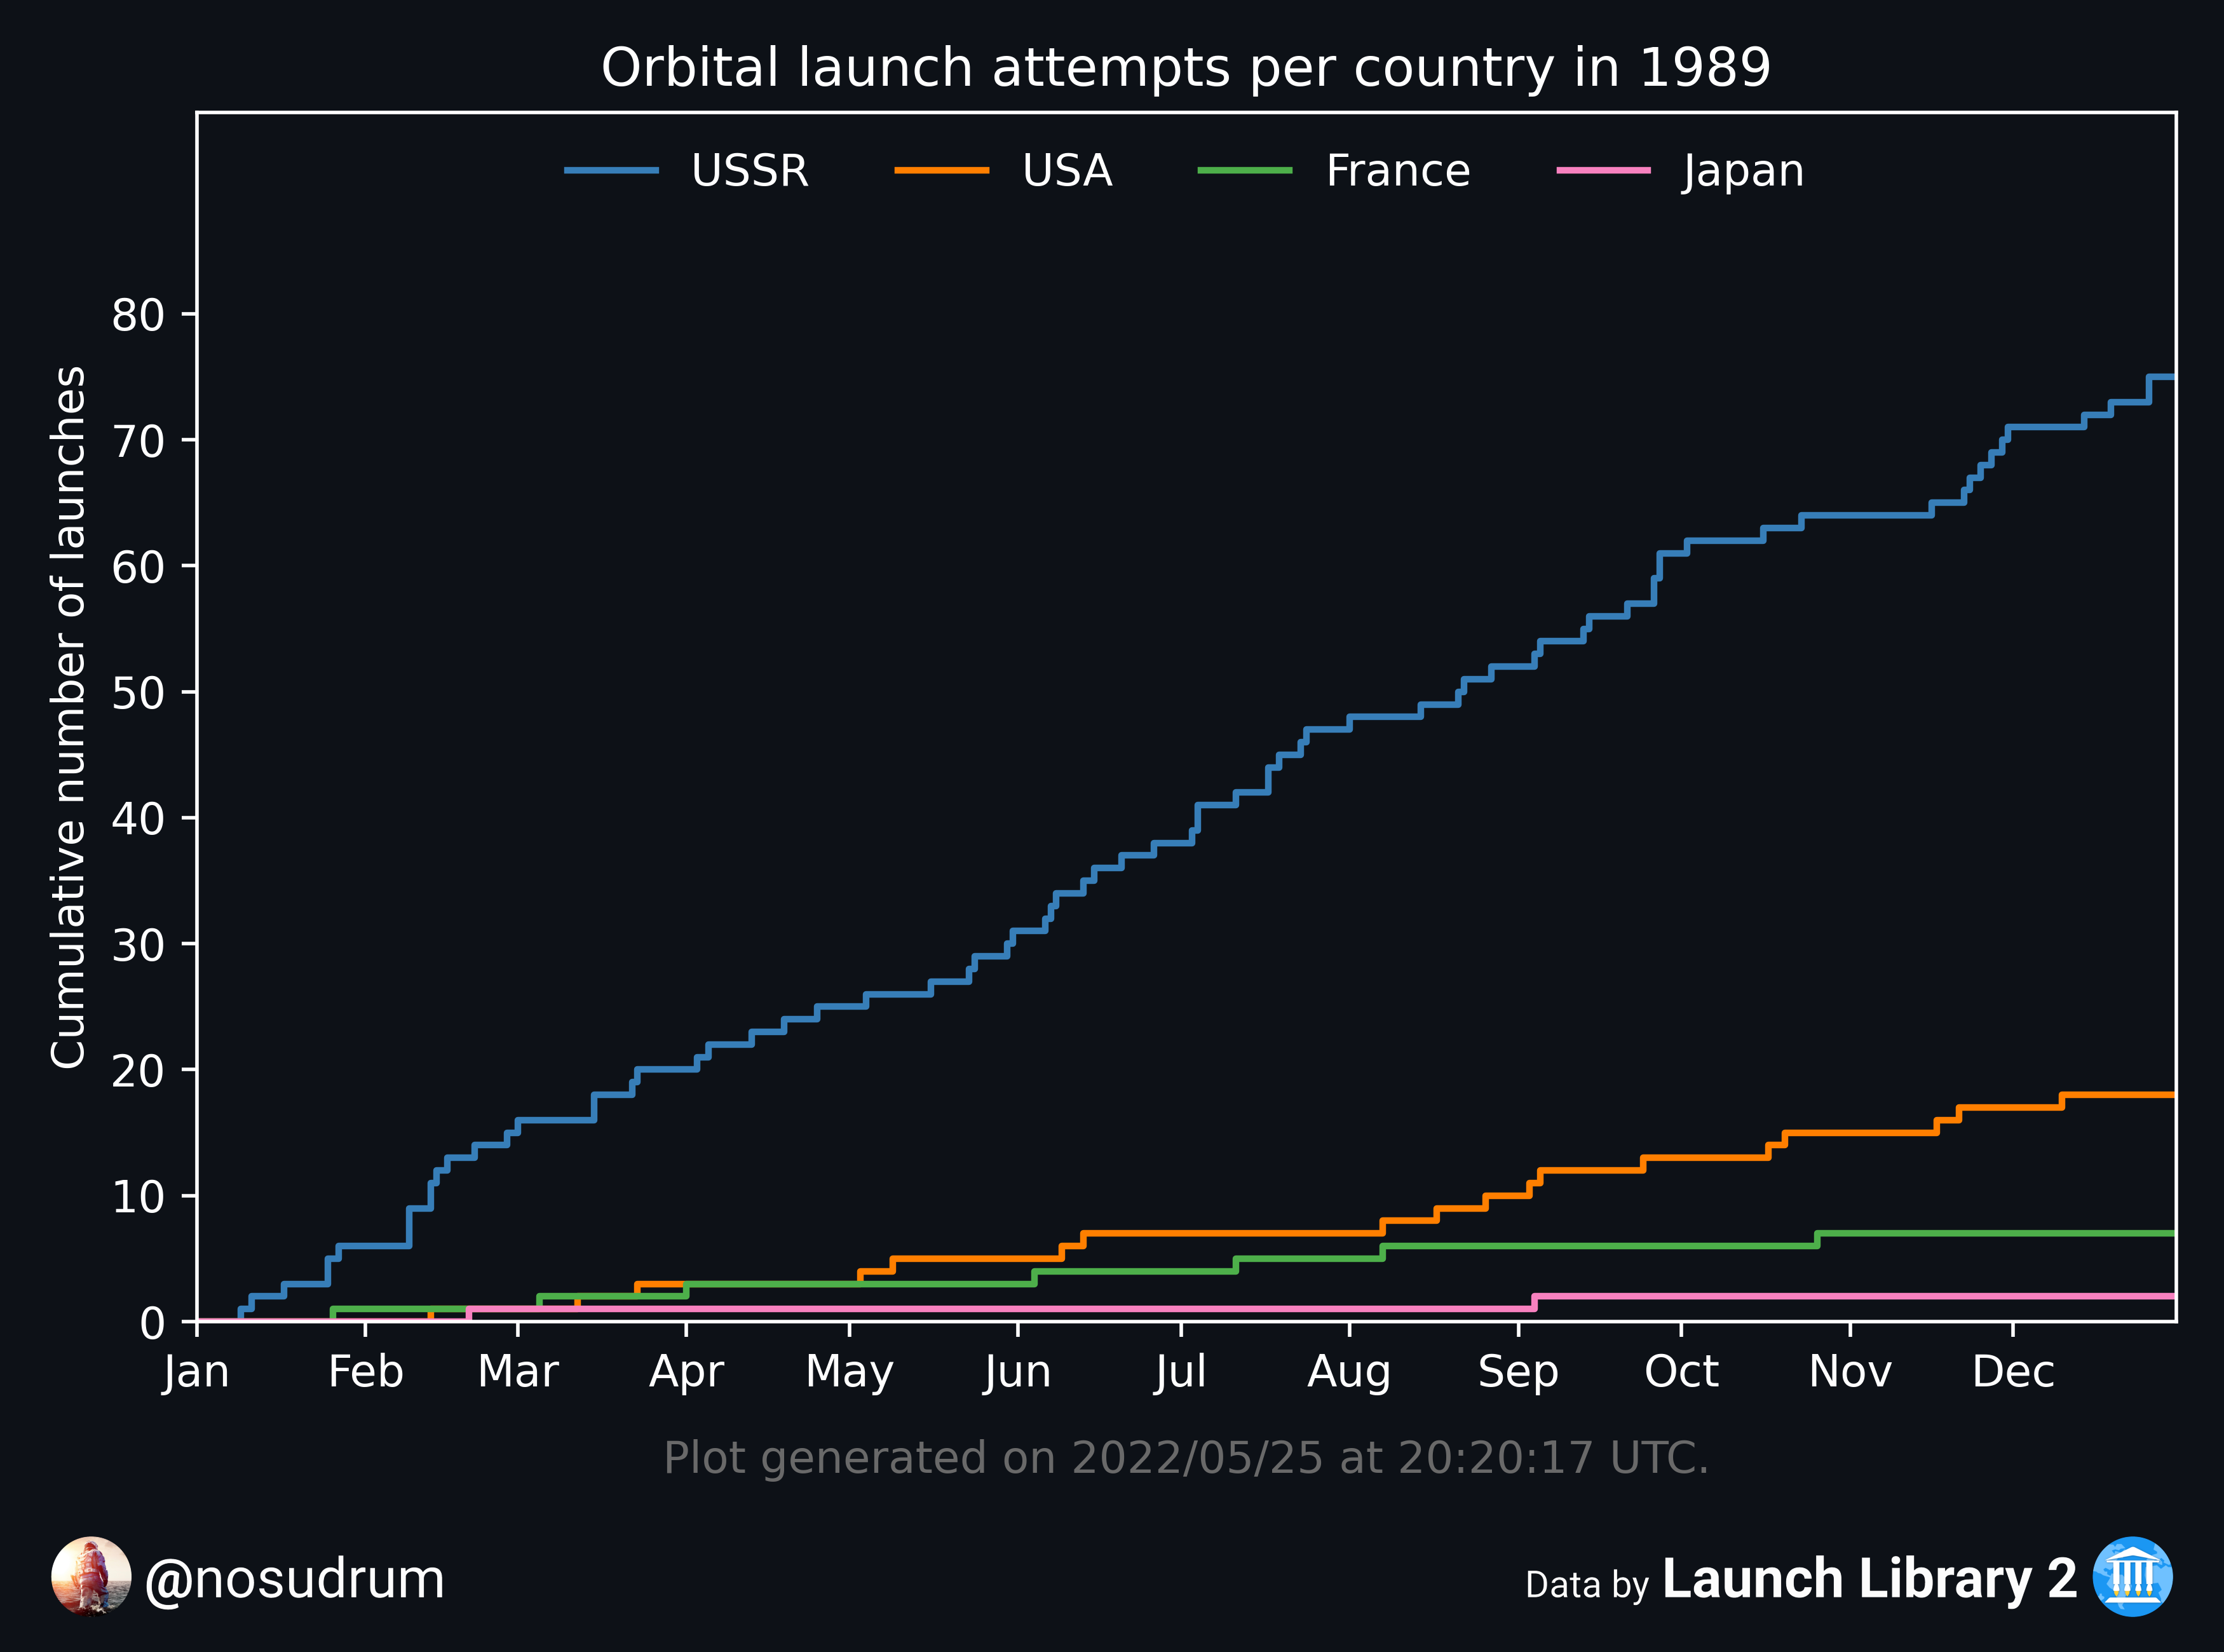 Orbital launch attempts per country in 1989
USSR USA France Japan
Cumulative number of launches
80
70
60
50
40
30
20
10
0
Jan Feb Mar Apr May Jun Jul Aug Sep Oct Nov Dec
Plot generated on 2022/05/25 at 20:20:17 UTC.
@nosudrum
Data by Launch Library 2